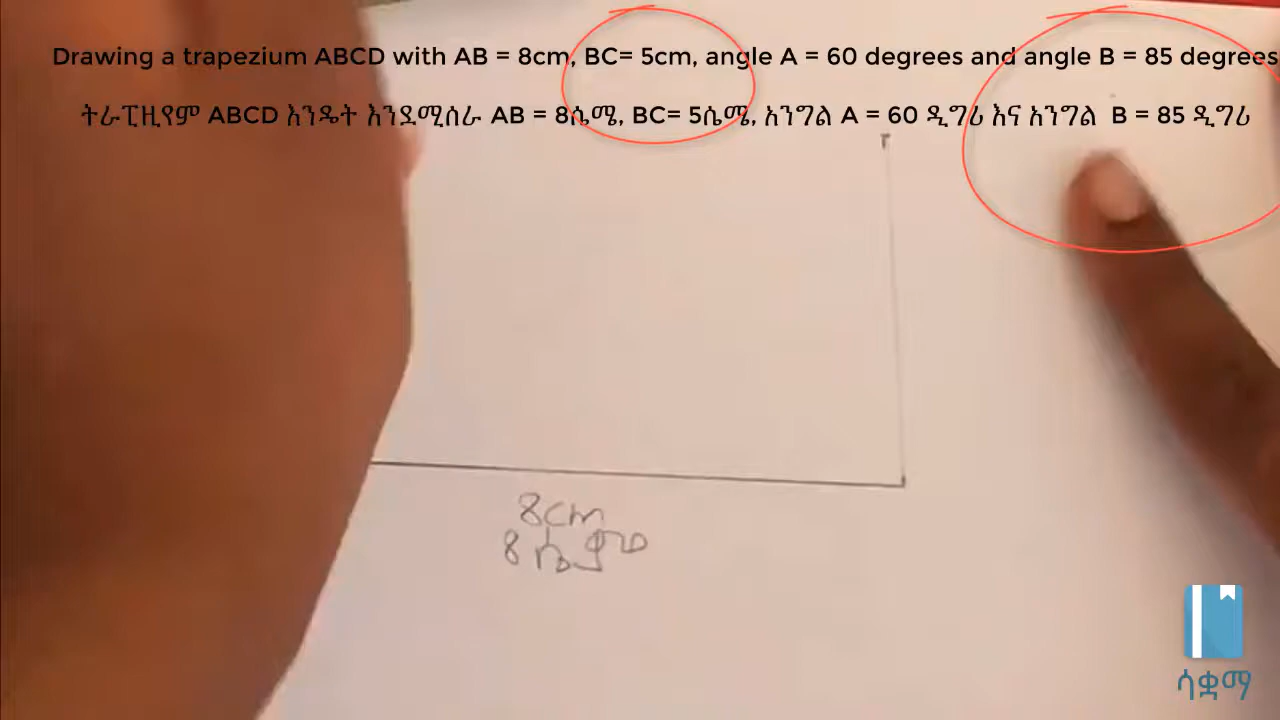 Drawing a trapezium ABCD with AB = 8cm, BC= 5cm, angle A = 60 degrees and angle B = 85 degrees
ትራፒዚየም ABCD እንዴት እንደሚሰራ AB = 8ሴሜ, BC= 5ሴሜ, አንግል A = 60 ዲግሪ እና አንግል B = 85 ዲግሪ
8cm
8 ሴሜ
ሳቋማ